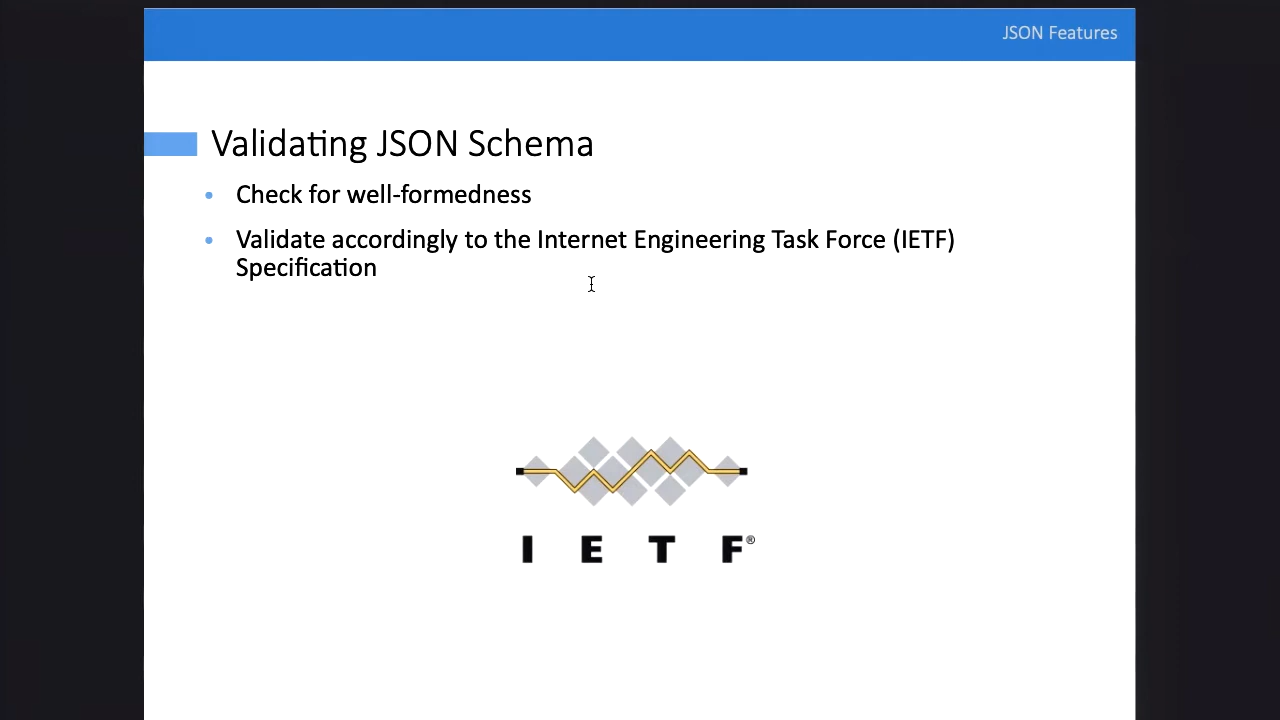 JSON Features
Validating JSON Schema
• Check for well-formedness
• Validate accordingly to the Internet Engineering Task Force (IETF)
Specification
I E T F®